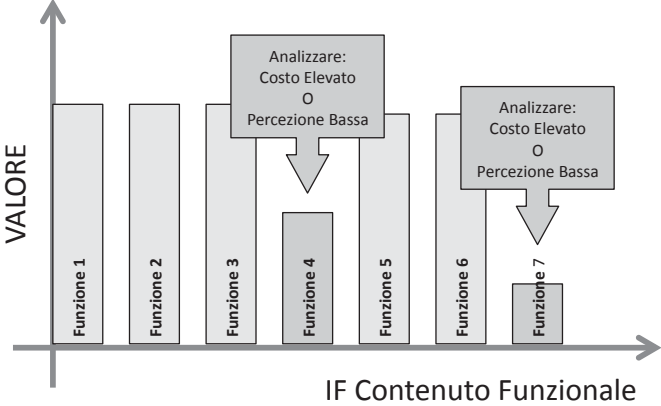 Analizzare:
Costo Elevato
O
Percezione Bassa
Analizzare:
Costo Elevato
O
Percezione Bassa
VALORE
Funzione 1
Funzione 2
Funzione 3
Funzione 4
Funzione 5
Funzione 6
Funzione 7
IF Contenuto Funzionale